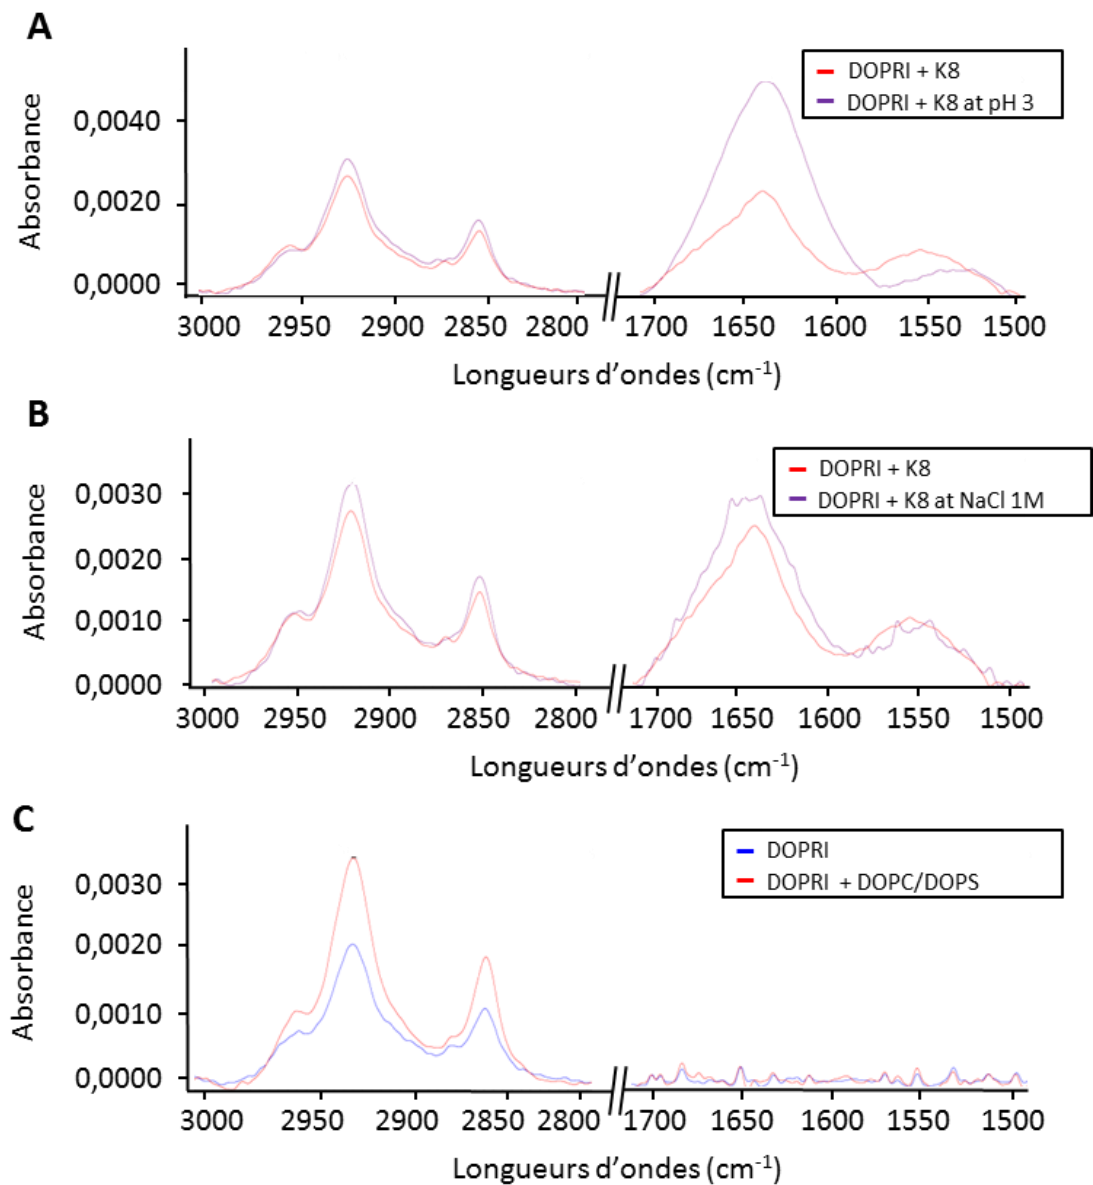 A
Absorbance
0,0040
0,0020
0,0000
DOPRI + K8
DOPRI + K8 at pH 3
3000 2950 2900 2850 2800 1700 1650 1600 1550 1500
Longueurs d’ondes (cm-1)
B
Absorbance
0,0030
0,0020
0,0010
0,0000
DOPRI + K8
DOPRI + K8 at NaCl 1M
3000 2950 2900 2850 2800 1700 1650 1600 1550 1500
Longueurs d’ondes (cm-1)
C
Absorbance
0,0030
0,0020
0,0010
0,0000
DOPRI
DOPRI + DOPC/DOPS
3000 2950 2900 2850 2800 1700 1650 1600 1550 1500
Longueurs d’ondes (cm-1)